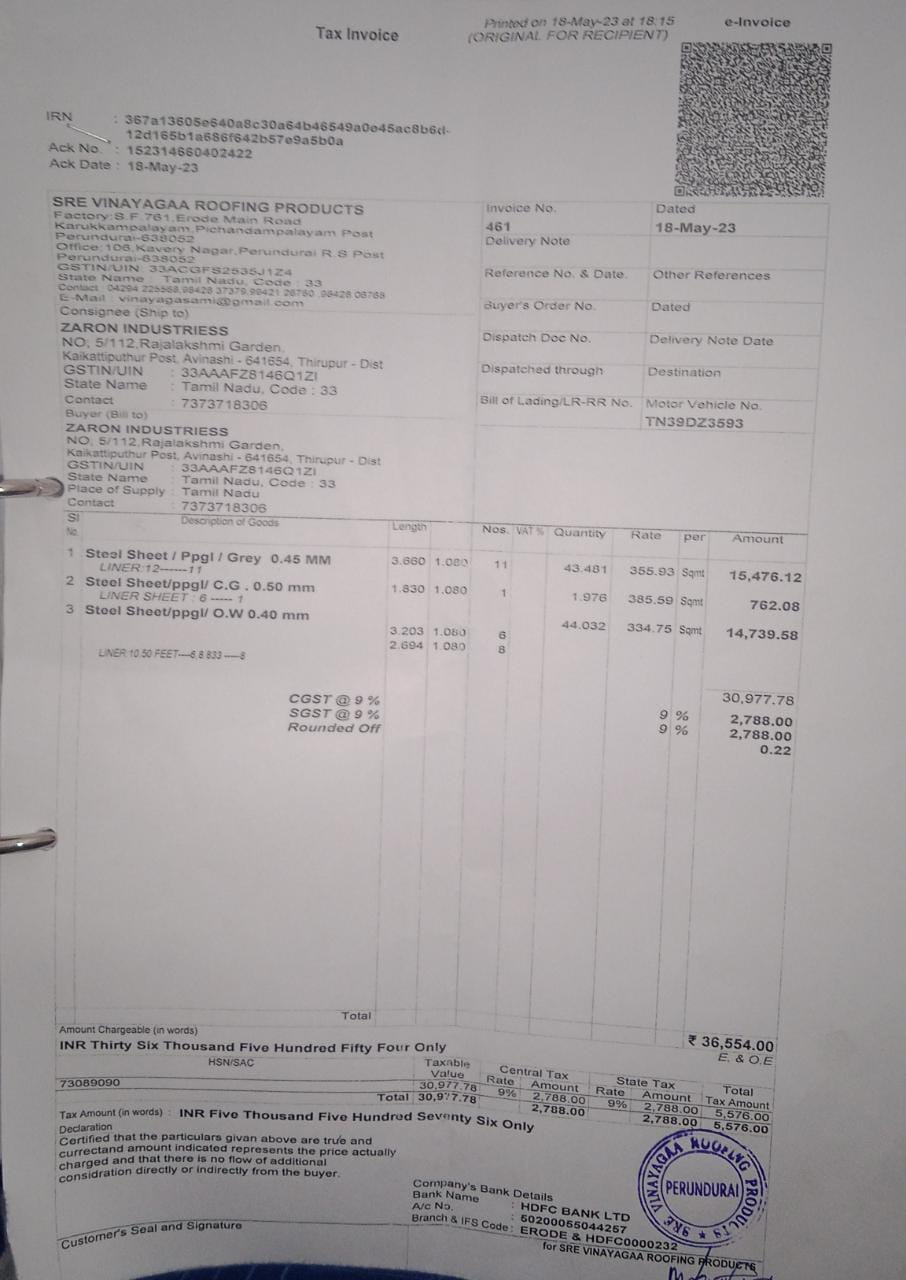 Tax Invoice
Printed on 18-May-23 at 18:15
(ORIGINAL FOR RECIPIENT)
e-Invoice
IRN : 367a13605e640a8c30a64b46549a0e45ac8b6d-
12d165b1a686f642b57e9a5b0a
Ack No. : 152314660402422
Ack Date : 18-May-23
SRE VINAYAGAA ROOFING PRODUCTS
Factory:S.F.761,Erode Main Road
Karukkampalayam,Pichandampalayam Post
Perundurai-638052
Office:106,Kavery Nagar,Perundurai R.S Post
Perundurai-638052
GSTIN/UIN: 33ACGFS2535J1Z4
State Name : Tamil Nadu, Code : 33
Contact : 04294 225568,98428 37379,99421 26760 ,98428 08768
E-Mail : vinayagasami@gmail.com
Invoice No. Dated
461 18-May-23
Delivery Note
Reference No. & Date. Other References
Buyer's Order No. Dated
Dispatch Doc No. Delivery Note Date
Dispatched through Destination
Bill of Lading/LR-RR No. Motor Vehicle No.
TN39DZ3593
Consignee (Ship to)
ZARON INDUSTRIESS
NO, 5/112,Rajalakshmi Garden,
Kaikattiputhur Post, Avinashi - 641654, Thirupur - Dist
GSTIN/UIN : 33AAAFZ8146Q1ZI
State Name : Tamil Nadu, Code : 33
Contact : 7373718306
Buyer (Bill to)
ZARON INDUSTRIESS
NO, 5/112,Rajalakshmi Garden,
Kaikattiputhur Post, Avinashi - 641654, Thirupur - Dist
GSTIN/UIN : 33AAAFZ8146Q1ZI
State Name : Tamil Nadu, Code : 33
Place of Supply : Tamil Nadu
Contact : 7373718306
Sl No. Description of Goods Length Nos. VAT % Quantity Rate per Amount
1 Steel Sheet / Ppgl / Grey 0.45 MM 3.660 1.080 11 43.481 355.93 Sqmt 15,476.12
LINER:12------11
2 Steel Sheet/ppgl/ C.G . 0.50 mm 1.830 1.080 1 1.976 385.59 Sqmt 762.08
LINER SHEET : 6 ----- 1
3 Steel Sheet/ppgl/ O.W 0.40 mm 44.032 334.75 Sqmt 14,739.58
3.203 1.080 6
2.694 1.080 8
LINER 10.50 FEET----6,8.833 -----8
30,977.78
CGST @ 9 % 9 % 2,788.00
SGST @ 9 % 9 % 2,788.00
Rounded Off 0.22
Total ₹ 36,554.00
Amount Chargeable (in words) E. & O.E
INR Thirty Six Thousand Five Hundred Fifty Four Only
HSN/SAC Taxable Value Central Tax Rate Amount State Tax Rate Amount Total Tax Amount
73089090 30,977.78 9% 2,788.00 9% 2,788.00 5,576.00
Total 30,977.78 2,788.00 2,788.00 5,576.00
Tax Amount (in words) : INR Five Thousand Five Hundred Seventy Six Only
Declaration
Certified that the particulars givan above are true and
currectand amount indicated represents the price actually
charged and that there is no flow of additional
considration directly or indirectly from the buyer.
Company's Bank Details
Bank Name : HDFC BANK LTD
A/c No. : 50200055044257
Branch & IFS Code : ERODE & HDFC0000232
Customer's Seal and Signature
for SRE VINAYAGAA ROOFING PRODUCTS
SRE VINAYAGAA ROOFING PRODUCTS
PERUNDURAI